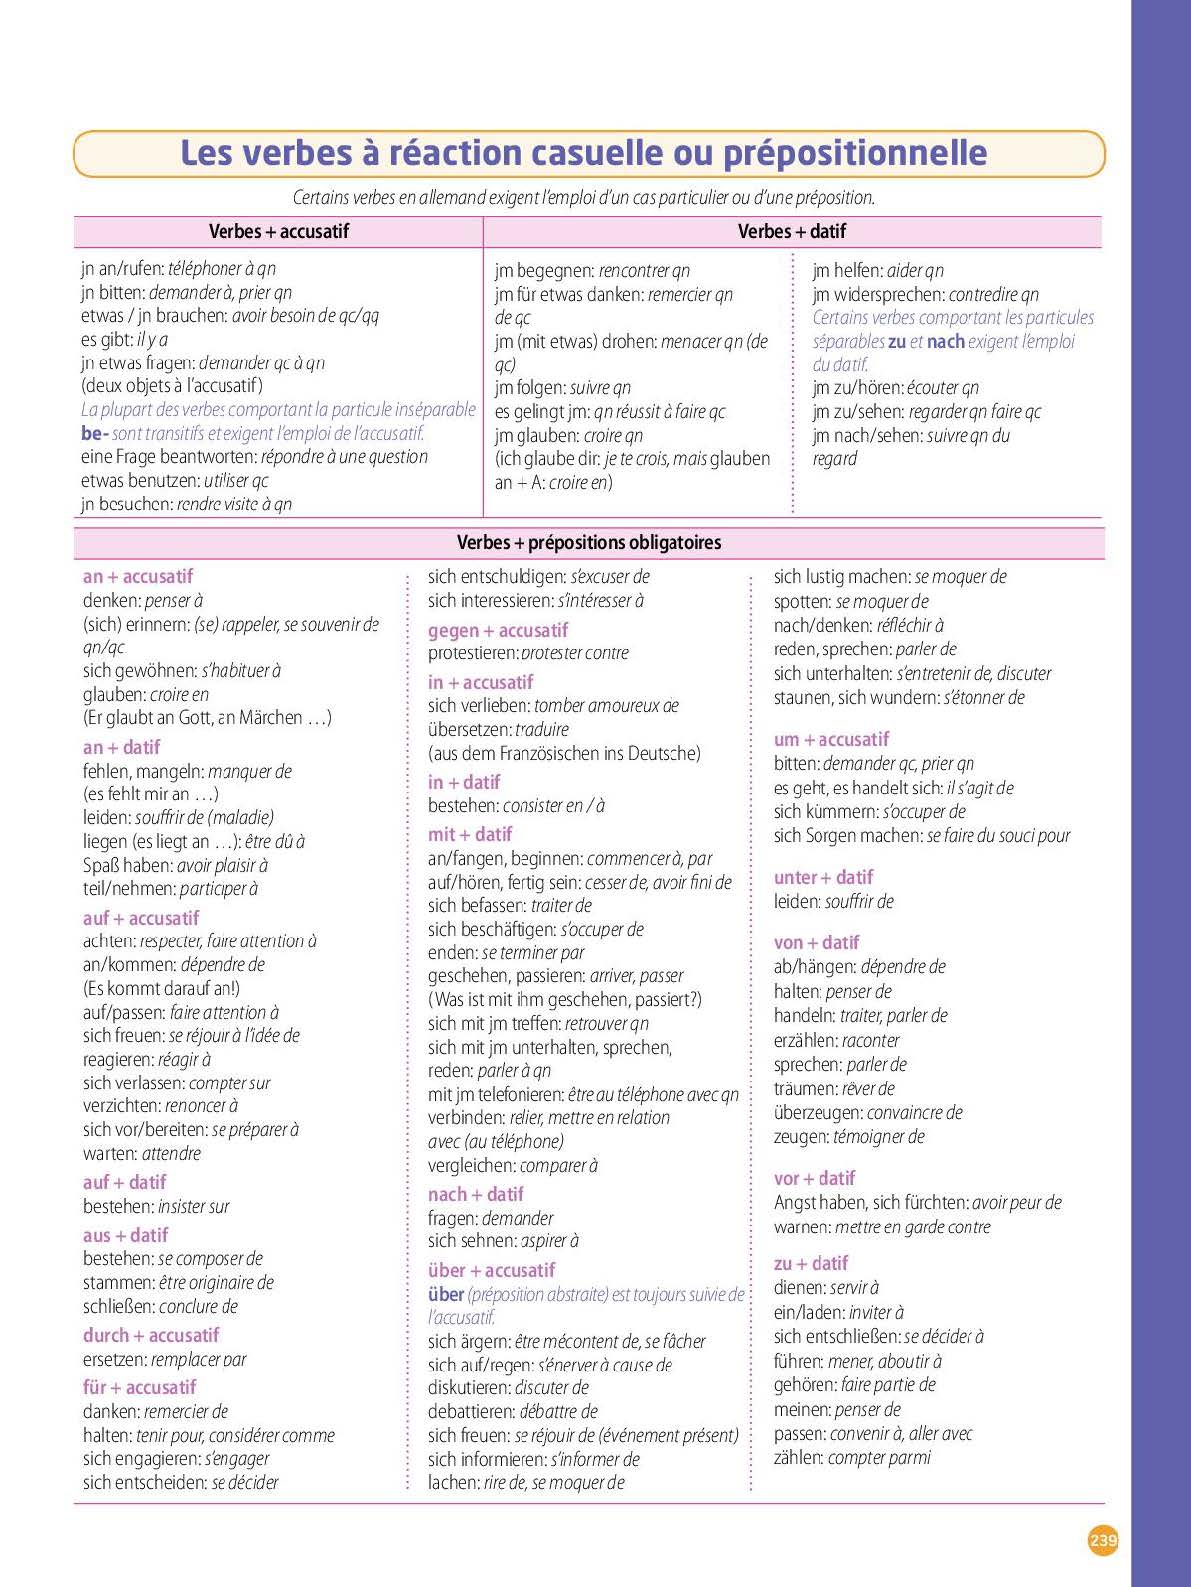 Les verbes à réaction casuelle ou prépositionnelle
Certains verbes en allemand exigent l'emploi d'un cas particulier ou d'une préposition.
Verbes + accusatif
jn an/rufen: téléphoner à qn
jn bitten: demander à, prier qn
etwas / jn brauchen: avoir besoin de qc/qq
es gibt: il y a
jn etwas fragen: demander qc à qn
(deux objets à l'accusatif)
La plupart des verbes comportant la particule inséparable
be- sont transitifs et exigent l'emploi de l'accusatif.
eine Frage beantworten: répondre à une question
etwas benutzen: utiliser qc
jn besuchen: rendre visite à qn
Verbes + datif
jm begegnen: rencontrer qn
jm für etwas danken: remercier qn
de qc
jm (mit etwas) drohen: menacer qn (de
qc)
jm folgen: suivre qn
es gelingt jm: qn réussit à faire qc
jm glauben: croire qn
(ich glaube dir: je te crois, mais glauben
an + A: croire en)
jm helfen: aider qn
jm widersprechen: contredire qn
Certains verbes comportant les particules
séparables zu et nach exigent l'emploi
du datif.
jm zu/hören: écouter qn
jm zu/sehen: regarder qn faire qc
jm nach/sehen: suivre qn du
regard
Verbes + prépositions obligatoires
an + accusatif
denken: penser à
(sich) erinnern: (se) rappeler, se souvenir de
qn/qc
sich gewöhnen: s'habituer à
glauben: croire en
(Er glaubt an Gott, an Märchen …)
an + datif
fehlen, mangeln: manquer de
(es fehlt mir an …)
leiden: souffrir de (maladie)
liegen (es liegt an …): être dû à
Spaß haben: avoir plaisir à
teil/nehmen: participer à
auf + accusatif
achten: respecter, faire attention à
an/kommen: dépendre de
(Es kommt darauf an!)
auf/passen: faire attention à
sich freuen: se réjouir à l'idée de
reagieren: réagir à
sich verlassen: compter sur
verzichten: renoncer à
sich vor/bereiten: se préparer à
warten: attendre
auf + datif
bestehen: insister sur
aus + datif
bestehen: se composer de
stammen: être originaire de
schließen: conclure de
durch + accusatif
ersetzen: remplacer par
für + accusatif
danken: remercier de
halten: tenir pour, considérer comme
sich engagieren: s'engager
sich entscheiden: se décider
sich entschuldigen: s'excuser de
sich interessieren: s'intéresser à
gegen + accusatif
protestieren: protester contre
in + accusatif
sich verlieben: tomber amoureux de
übersetzen: traduire
(aus dem Französischen ins Deutsche)
in + datif
bestehen: consister en / à
mit + datif
an/fangen, beginnen: commencer à, par
auf/hören, fertig sein: cesser de, avoir fini de
sich befassen: traiter de
sich beschäftigen: s'occuper de
enden: se terminer par
geschehen, passieren: arriver, passer
(Was ist mit ihm geschehen, passiert?)
sich mit jm treffen: retrouver qn
sich mit jm unterhalten, sprechen,
reden: parler à qn
mit jm telefonieren: être au téléphone avec qn
verbinden: relier, mettre en relation
avec (au téléphone)
vergleichen: comparer à
nach + datif
fragen: demander
sich sehnen: aspirer à
über + accusatif
über (préposition abstraite) est toujours suivie de
l'accusatif.
sich ärgern: être mécontent de, se fâcher
sich auf/regen: s'énerver à cause de
diskutieren: discuter de
debattieren: débattre de
sich freuen: se réjouir de (événement présent)
sich informieren: s'informer de
lachen: rire de, se moquer de
sich lustig machen: se moquer de
spotten: se moquer de
nach/denken: réfléchir à
reden, sprechen: parler de
sich unterhalten: s'entretenir de, discuter
staunen, sich wundern: s'étonner de
um + accusatif
bitten: demander qc, prier qn
es geht, es handelt sich: il s'agit de
sich kümmern: s'occuper de
sich Sorgen machen: se faire du souci pour
unter + datif
leiden: souffrir de
von + datif
ab/hängen: dépendre de
halten: penser de
handeln: traiter, parler de
erzählen: raconter
sprechen: parler de
träumen: rêver de
überzeugen: convaincre de
zeugen: témoigner de
vor + datif
Angst haben, sich fürchten: avoir peur de
warnen: mettre en garde contre
zu + datif
dienen: servir à
ein/laden: inviter à
sich entschließen: se décider à
führen: mener, aboutir à
gehören: faire partie de
meinen: penser de
passen: convenir à, aller avec
zählen: compter parmi
239